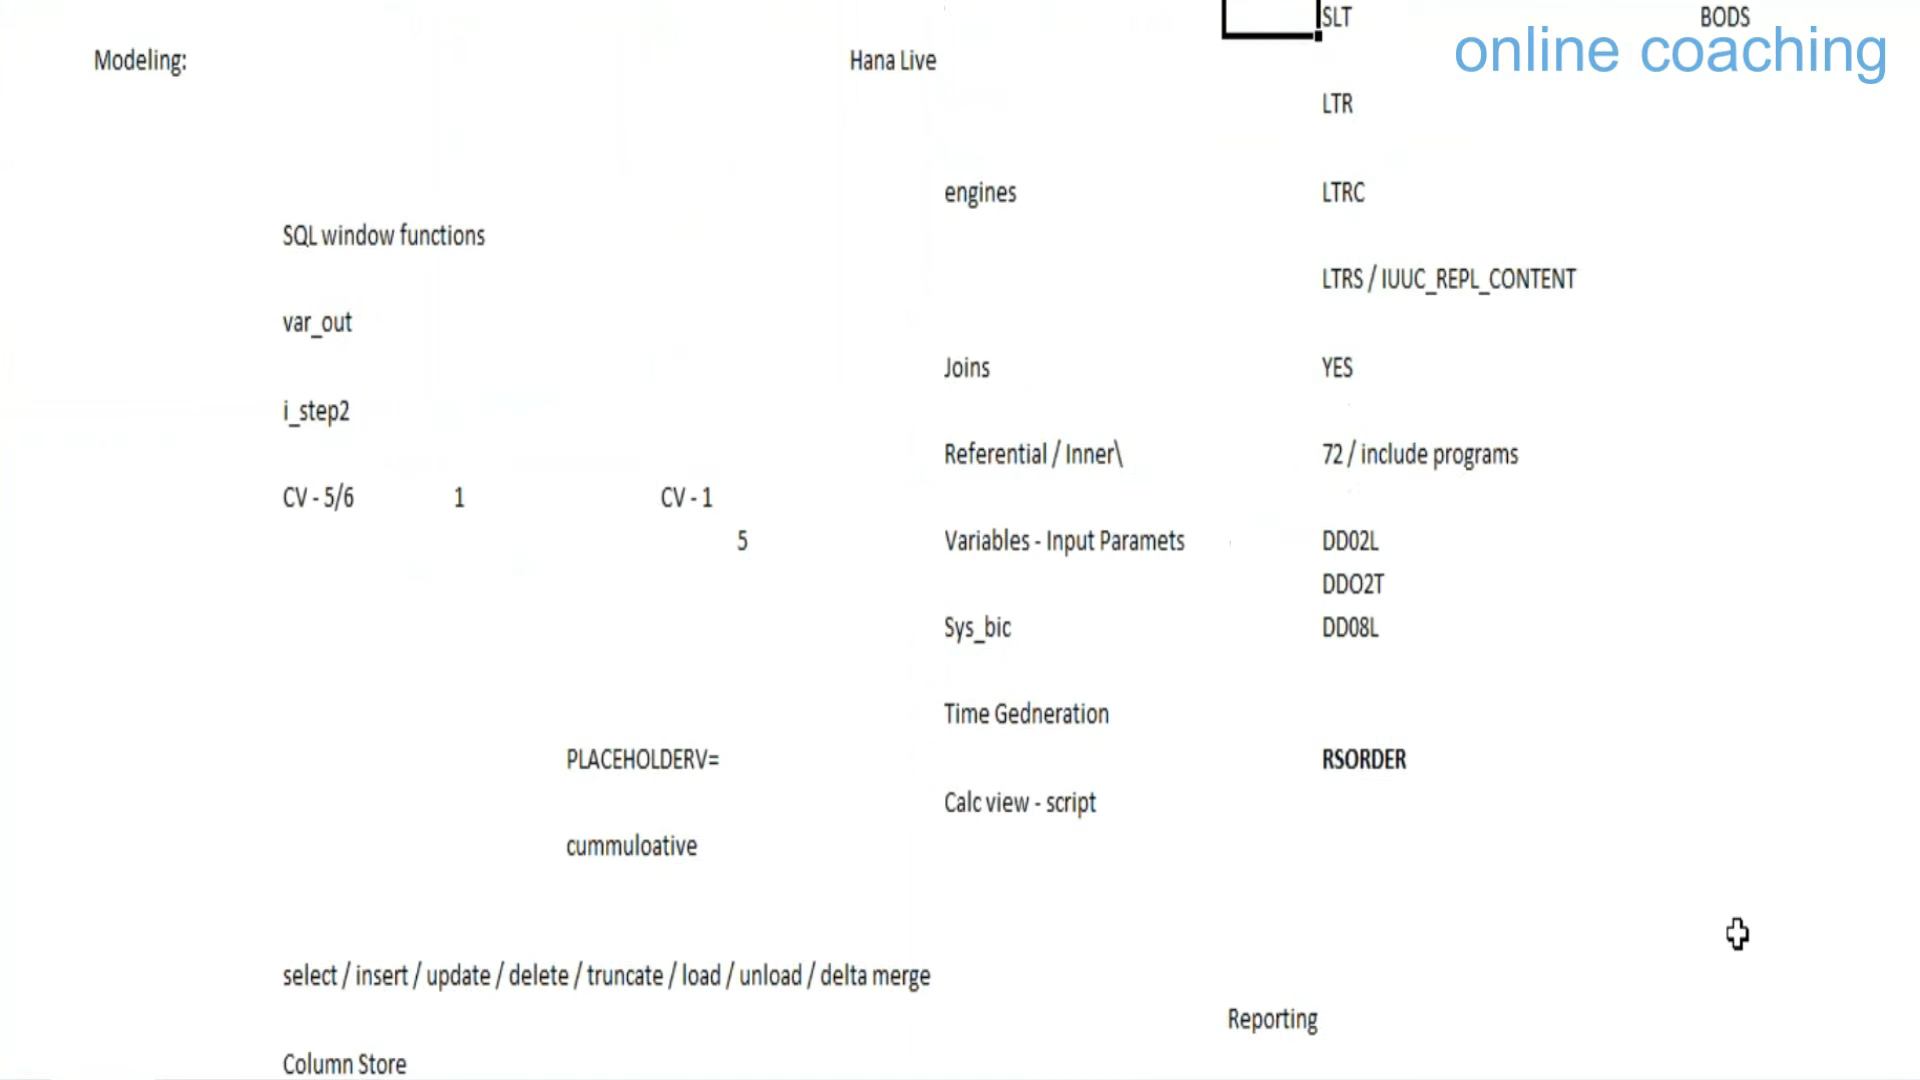 SLT BODS
online coaching
Modeling: Hana Live
LTR
engines LTRC
SQL window functions
LTRS / IUUC_REPL_CONTENT
var_out
Joins YES
i_step2
Referential / Inner\ 72 / include programs
CV - 5/6 1 CV - 1
5 Variables - Input Paramets DD02L
DDO2T
Sys_bic DD08L
Time Gedneration
PLACEHOLDERV= RSORDER
Calc view - script
cummuloative
select / insert / update / delete / truncate / load / unload / delta merge
Reporting
Column Store